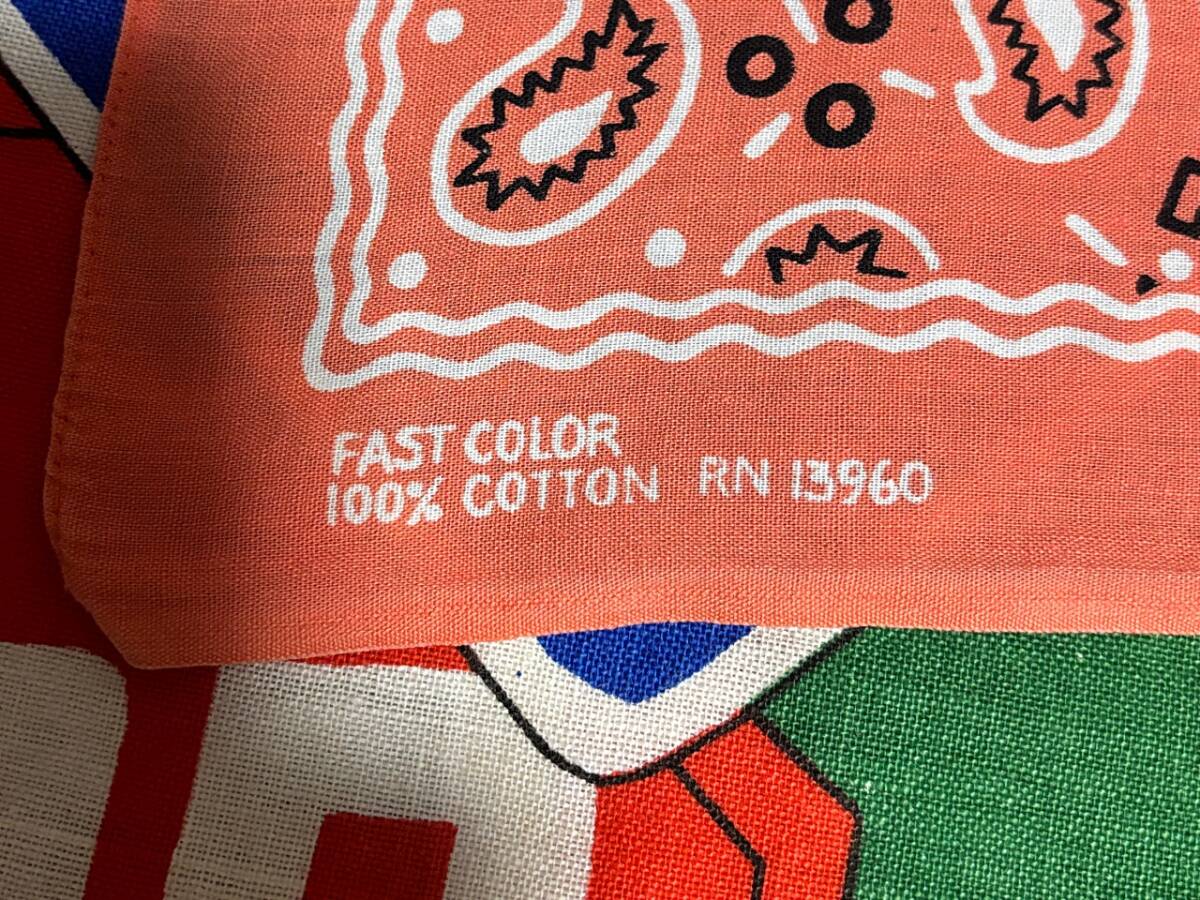 FAST COLOR
100% COTTON RN 13960